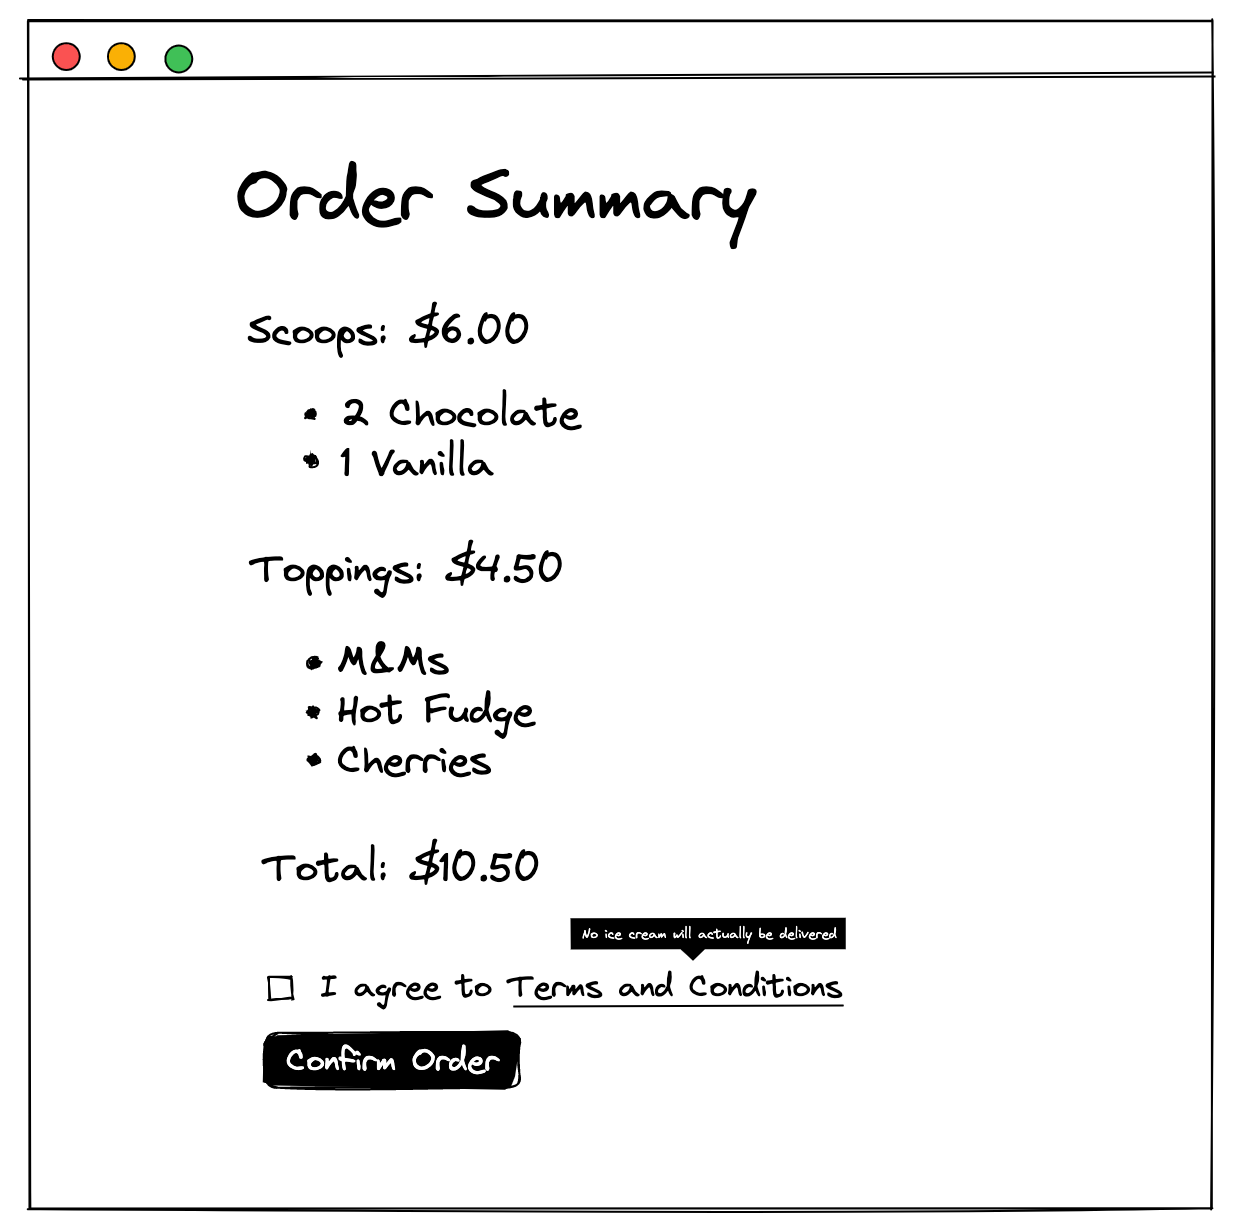 Order Summary
Scoops: $6.00
• 2 Chocolate
• 1 Vanilla
Toppings: $4.50
• M&Ms
• Hot Fudge
• Cherries
Total: $10.50
No ice cream will actually be delivered
I agree to Terms and Conditions
Confirm Order